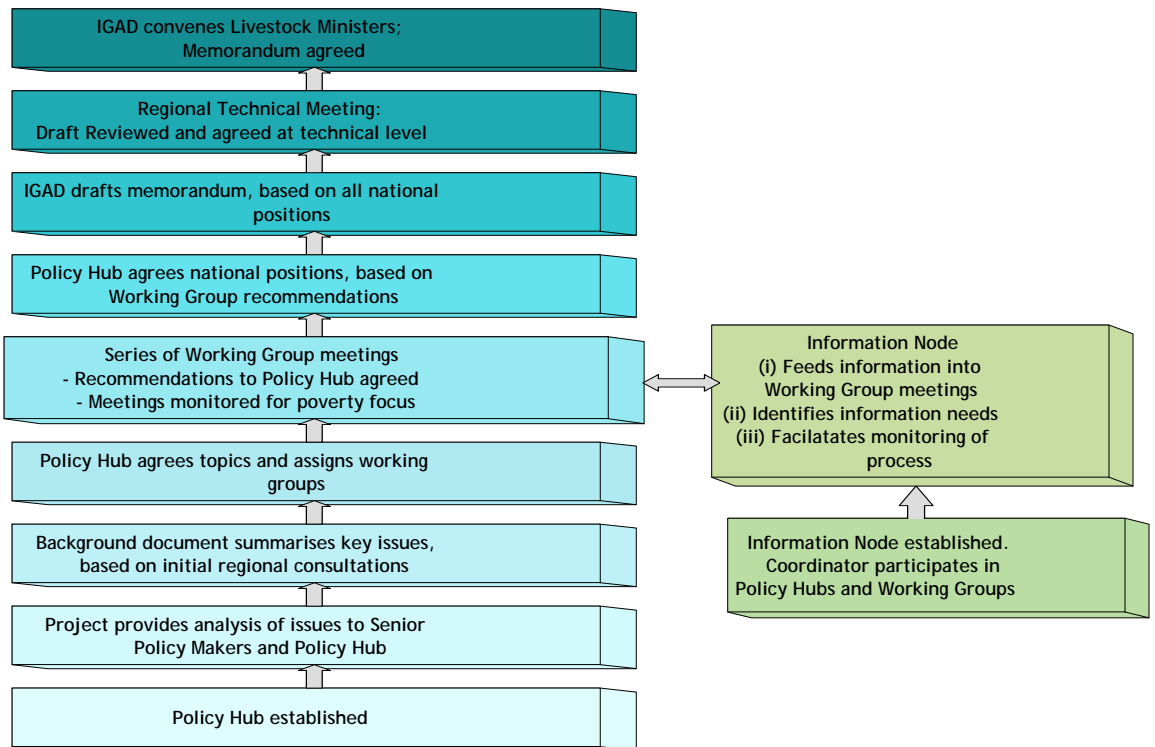 IGAD convenes Livestock Ministers;
Memorandum agreed
Regional Technical Meeting:
Draft Reviewed and agreed at technical level
IGAD drafts memorandum, based on all national
positions
Policy Hub agrees national positions, based on
Working Group recommendations
Series of Working Group meetings
- Recommendations to Policy Hub agreed
- Meetings monitored for poverty focus
Policy Hub agrees topics and assigns working
groups
Background document summarises key issues,
based on initial regional consultations
Project provides analysis of issues to Senior
Policy Makers and Policy Hub
Policy Hub established
Information Node
(i) Feeds information into
Working Group meetings
(ii) Identifies information needs
(iii) Facilatates monitoring of
process
Information Node established.
Coordinator participates in
Policy Hubs and Working Groups